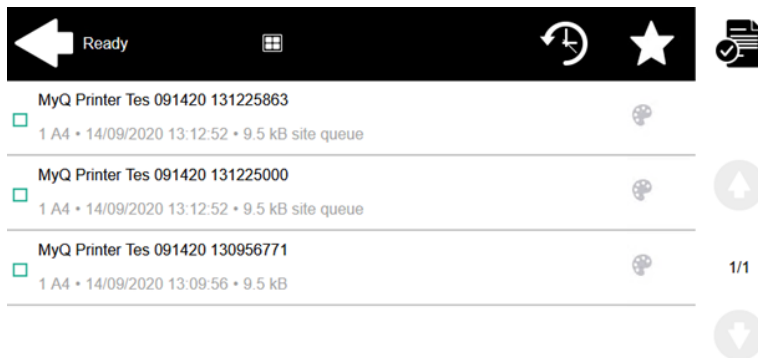 Ready
MyQ Printer Tes 091420 131225863
1 A4 • 14/09/2020 13:12:52 • 9.5 kB site queue
MyQ Printer Tes 091420 131225000
1 A4 • 14/09/2020 13:12:52 • 9.5 kB site queue
MyQ Printer Tes 091420 130956771
1 A4 • 14/09/2020 13:09:56 • 9.5 kB
1/1